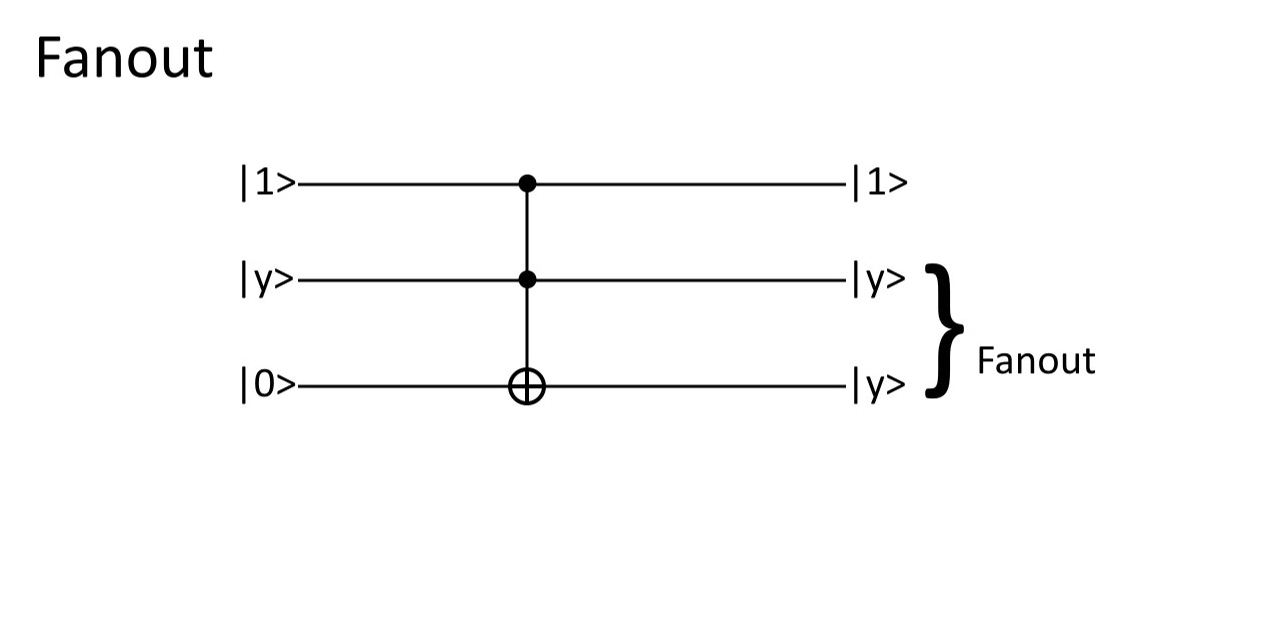 Fanout
|1> |1>
|y> |y>
|0> |y>
} Fanout